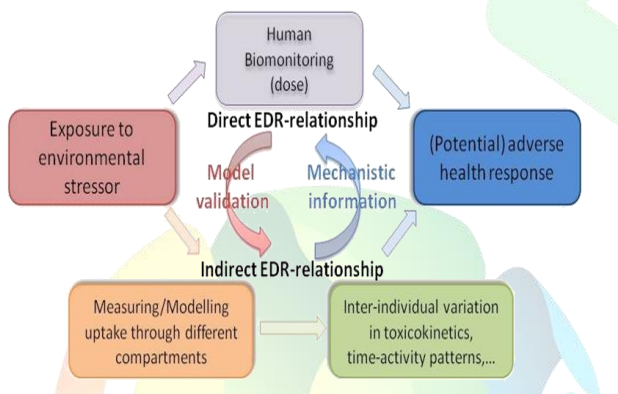 Human
Biomonitoring
(dose)
Direct EDR-relationship
Exposure to
environmental
stressor
(Potential) adverse
health response
Model
validation
Mechanistic
information
Indirect EDR-relationship
Measuring/Modelling
uptake through different
compartments
Inter-individual variation
in toxicokinetics,
time-activity patterns,...